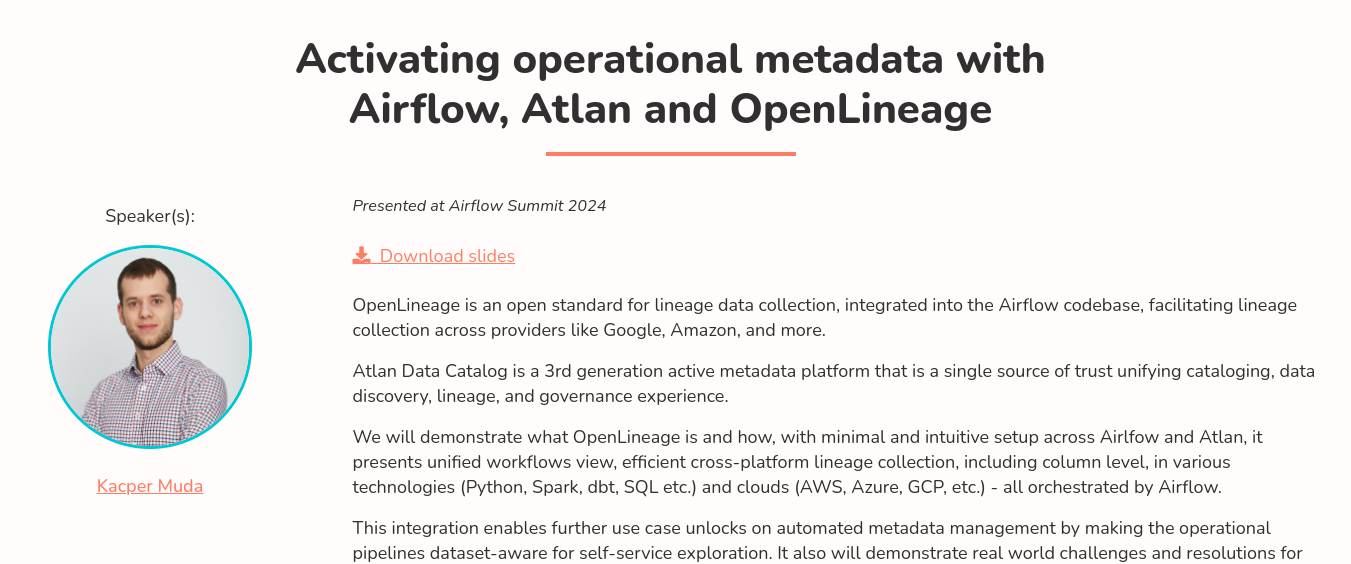 Activating operational metadata with
Airflow, Atlan and OpenLineage
Speaker(s):
Kacper Muda
Presented at Airflow Summit 2024
Download slides
OpenLineage is an open standard for lineage data collection, integrated into the Airflow codebase, facilitating lineage
collection across providers like Google, Amazon, and more.
Atlan Data Catalog is a 3rd generation active metadata platform that is a single source of trust unifying cataloging, data
discovery, lineage, and governance experience.
We will demonstrate what OpenLineage is and how, with minimal and intuitive setup across Airlfow and Atlan, it
presents unified workflows view, efficient cross-platform lineage collection, including column level, in various
technologies (Python, Spark, dbt, SQL etc.) and clouds (AWS, Azure, GCP, etc.) - all orchestrated by Airflow.
This integration enables further use case unlocks on automated metadata management by making the operational
pipelines dataset-aware for self-service exploration. It also will demonstrate real world challenges and resolutions for